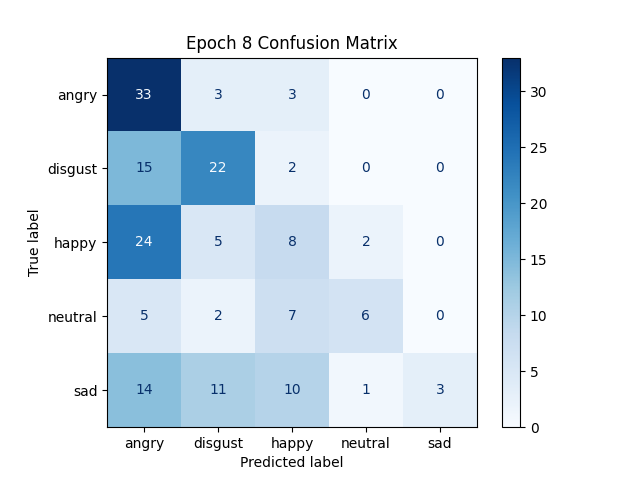 Epoch 8 Confusion Matrix
True label
angry 33 3 3 0 0
disgust 15 22 2 0 0
happy 24 5 8 2 0
neutral 5 2 7 6 0
sad 14 11 10 1 3
angry disgust happy neutral sad
Predicted label
30
25
20
15
10
5
0